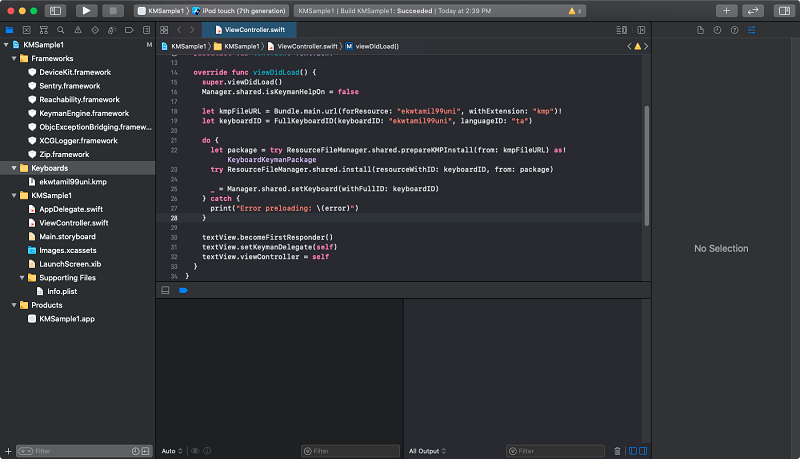 KMSample1 〉 iPod touch (7th generation)
KMSample1 | Build KMSample1: Succeeded | Today at 2:39 PM
3
ViewController.swift
KMSample1 M
Frameworks
DeviceKit.framework
Sentry.framework
Reachability.framework
KeymanEngine.framework
ObjcExceptionBridging.framew...
XCGLogger.framework
Zip.framework
Keyboards
ekwtamil99uni.kmp
KMSample1
AppDelegate.swift
ViewController.swift
Main.storyboard
Images.xcassets
LaunchScreen.xib
Supporting Files
Info.plist
Products
KMSample1.app
Filter
KMSample1 〉 KMSample1 〉 ViewController.swift 〉 M viewDidLoad()
13
14 override func viewDidLoad() {
15 super.viewDidLoad()
16 Manager.shared.isKeymanHelpOn = false
17
18 let kmpFileURL = Bundle.main.url(forResource: "ekwtamil99uni", withExtension: "kmp")!
19 let keyboardID = FullKeyboardID(keyboardID: "ekwtamil99uni", languageID: "ta")
20
21 do {
22 let package = try ResourceFileManager.shared.prepareKMPInstall(from: kmpFileURL) as!
KeyboardKeymanPackage
23 try ResourceFileManager.shared.install(resourceWithID: keyboardID, from: package)
24
25 _ = Manager.shared.setKeyboard(withFullID: keyboardID)
26 } catch {
27 print("Error preloading: \(error)")
28 }
29
30 textView.becomeFirstResponder()
31 textView.setKeymanDelegate(self)
32 textView.viewController = self
33 }
34 }
Auto
Filter
All Output
Filter
No Selection